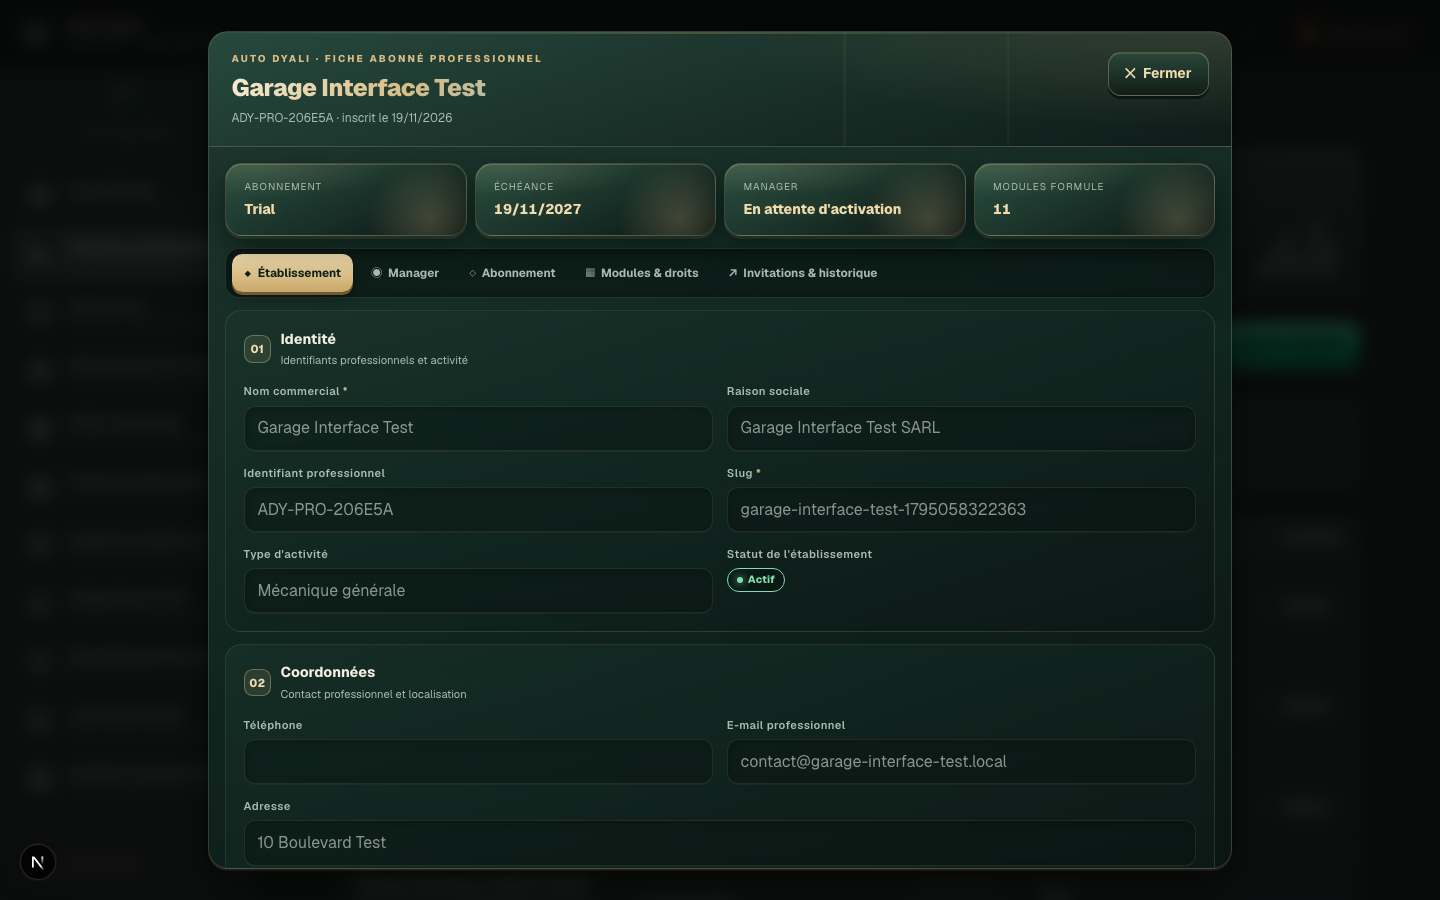 AUTO DYALI · FICHE ABONNÉ PROFESSIONNEL
Garage Interface Test
ADY-PRO-206E5A · inscrit le 19/11/2026
Fermer
ABONNEMENT
Trial
ÉCHÉANCE
19/11/2027
MANAGER
En attente d'activation
MODULES FORMULE
11
Établissement
Manager
Abonnement
Modules & droits
Invitations & historique
01
Identité
Identifiants professionnels et activité
Nom commercial *
Raison sociale
Garage Interface Test
Garage Interface Test SARL
Identifiant professionnel
Slug *
ADY-PRO-206E5A
garage-interface-test-1795058322363
Type d'activité
Statut de l'établissement
Mécanique générale
Actif
02
Coordonnées
Contact professionnel et localisation
Téléphone
E-mail professionnel
contact@garage-interface-test.local
Adresse
10 Boulevard Test
N